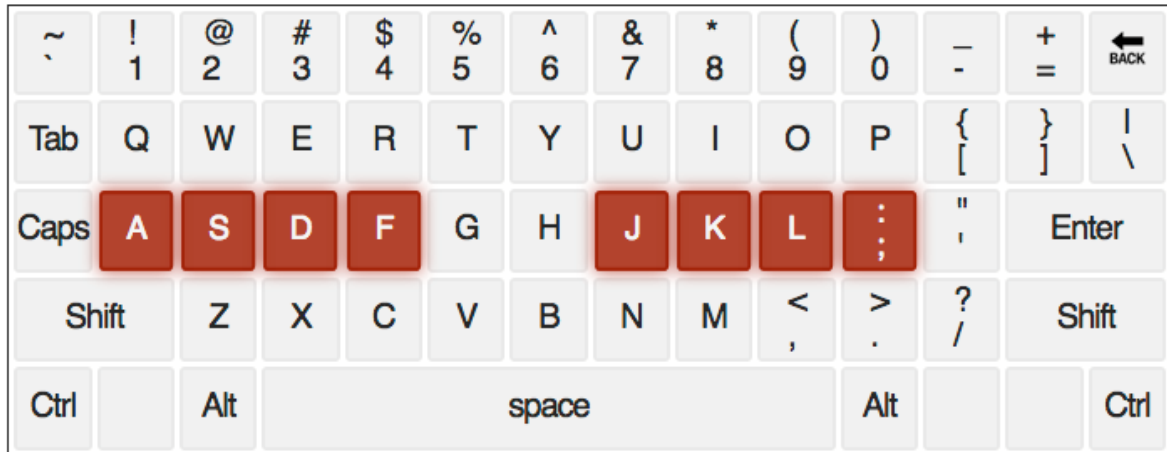 ~ ! @ # $ % ^ & * ( ) _ +
` 1 2 3 4 5 6 7 8 9 0 - = BACK
Tab Q W E R T Y U I O P { } |
[ ] \
Caps A S D F G H J K L : " Enter
; '
Shift Z X C V B N M < > ? Shift
, . /
Ctrl Alt space Alt Ctrl